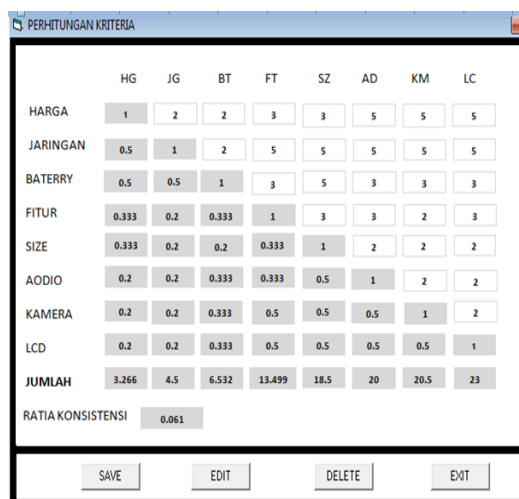 PERHITUNGAN KRITERIA
HG JG BT FT SZ AD KM LC
HARGA 1 2 2 3 3 5 5 5
JARINGAN 0.5 1 2 5 5 5 5 5
BATERRY 0.5 0.5 1 3 5 3 3 3
FITUR 0.333 0.2 0.333 1 3 3 2 3
SIZE 0.333 0.2 0.2 0.333 1 2 2 2
AODIO 0.2 0.2 0.333 0.333 0.5 1 2 2
KAMERA 0.2 0.2 0.333 0.5 0.5 0.5 1 2
LCD 0.2 0.2 0.333 0.5 0.5 0.5 0.5 1
JUMLAH 3.266 4.5 6.532 13.499 18.5 20 20.5 23
RATIA KONSISTENSI 0.061
SAVE EDIT DELETE EXIT